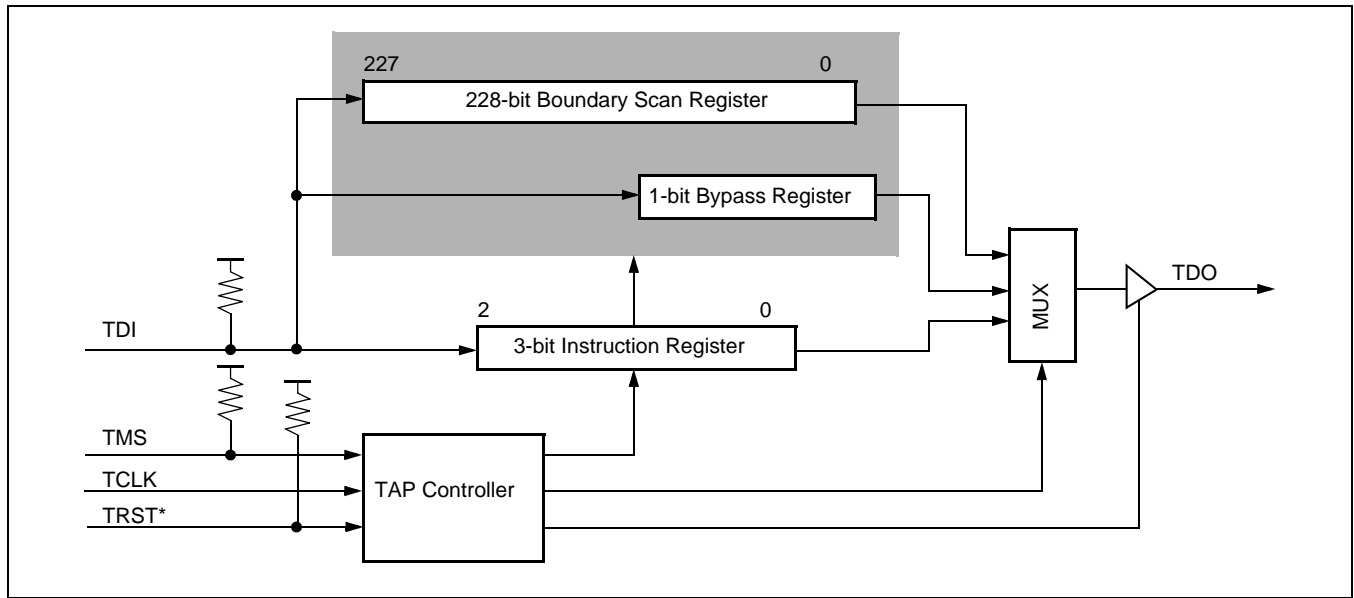 227 0
228-bit Boundary Scan Register
1-bit Bypass Register
MUX
TDO
TDI
2 0
3-bit Instruction Register
TMS
TCLK
TRST*
TAP Controller